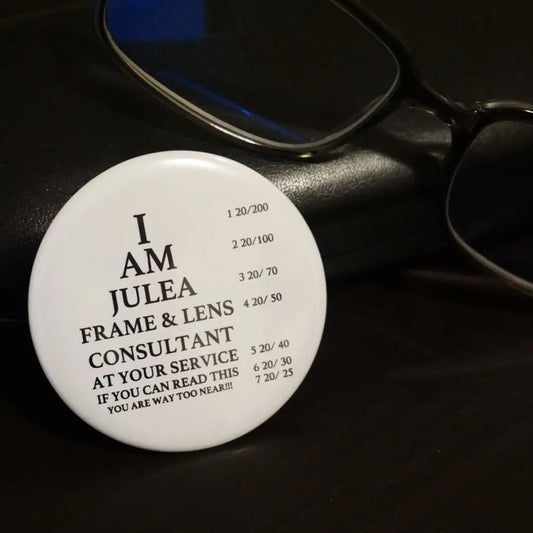 I 1 20/200
AM 2 20/100
JULEA 3 20/ 70
FRAME & LENS 4 20/ 50
CONSULTANT
AT YOUR SERVICE 5 20/ 40
IF YOU CAN READ THIS 6 20/ 30
YOU ARE WAY TOO NEAR!!! 7 20/ 25